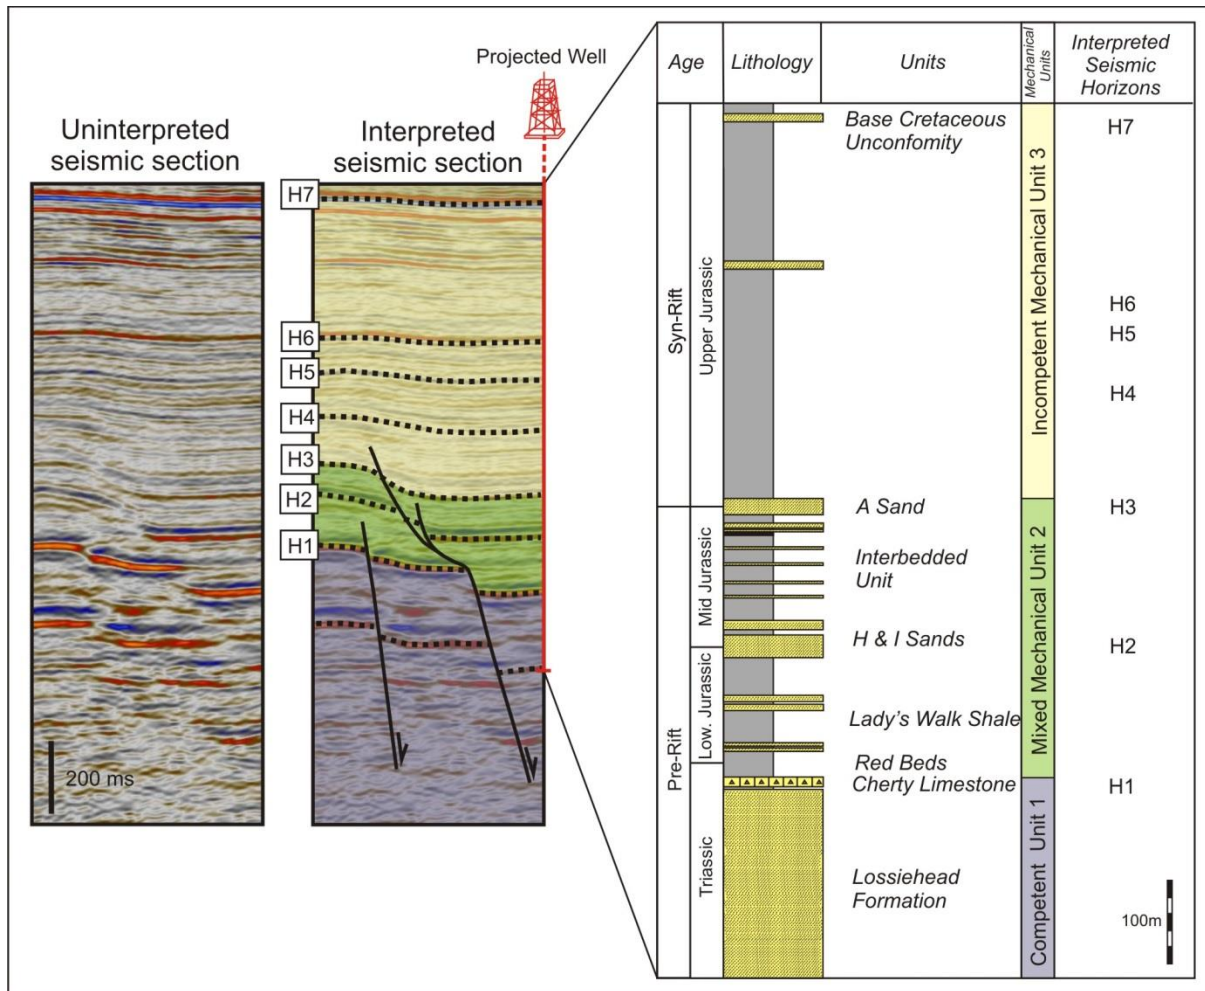 Projected Well
Uninterpreted
seismic section
Interpreted
seismic section
H7
H6
H5
H4
H3
H2
H1
200 ms
Age
Lithology
Units
Mechanical
Units
Interpreted
Seismic
Horizons
Syn-Rift
Pre-Rift
Upper Jurassic
Mid Jurassic
Low. Jurassic
Triassic
Base Cretaceous
Unconfomity
A Sand
Interbedded
Unit
H & I Sands
Lady's Walk Shale
Red Beds
Cherty Limestone
Lossiehead
Formation
Incompetent Mechanical Unit 3
Mixed Mechanical Unit 2
Competent Unit 1
H7
H6
H5
H4
H3
H2
H1
100m